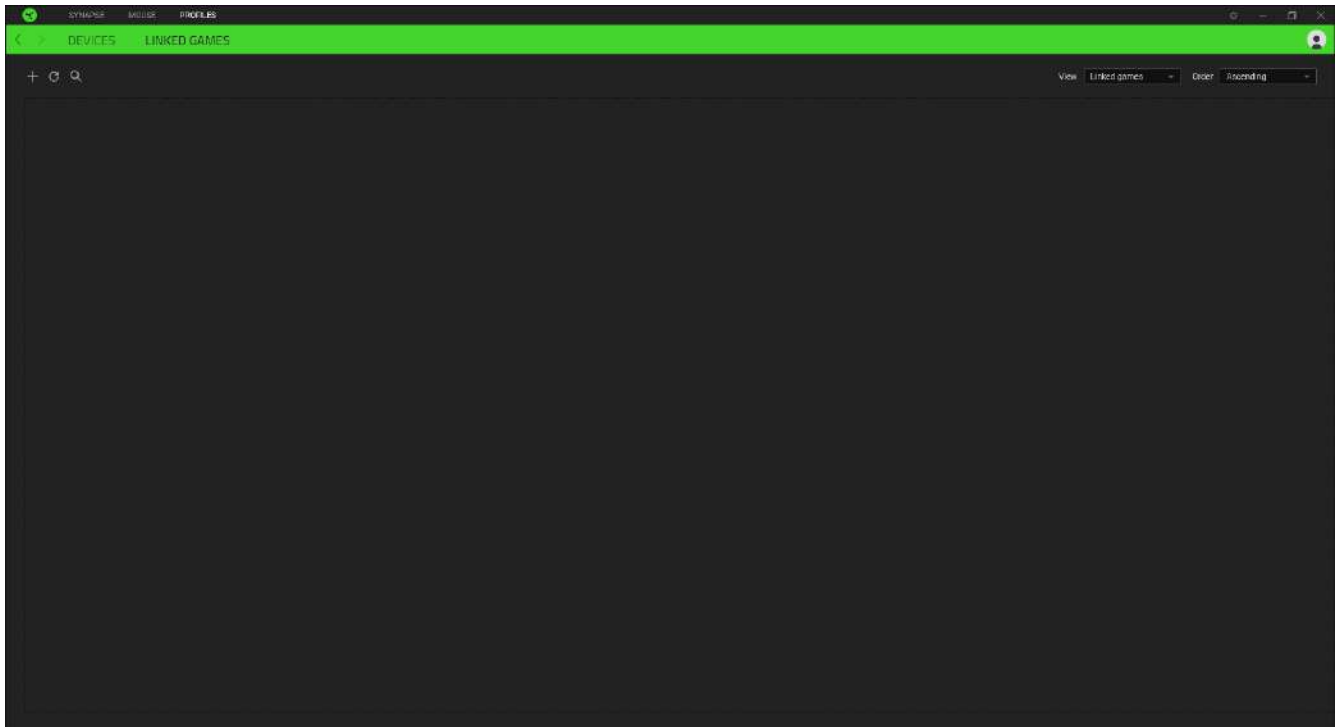 SYNAPSE MOUSE PROFILES
DEVICES LINKED GAMES
View Linked games Order Ascending